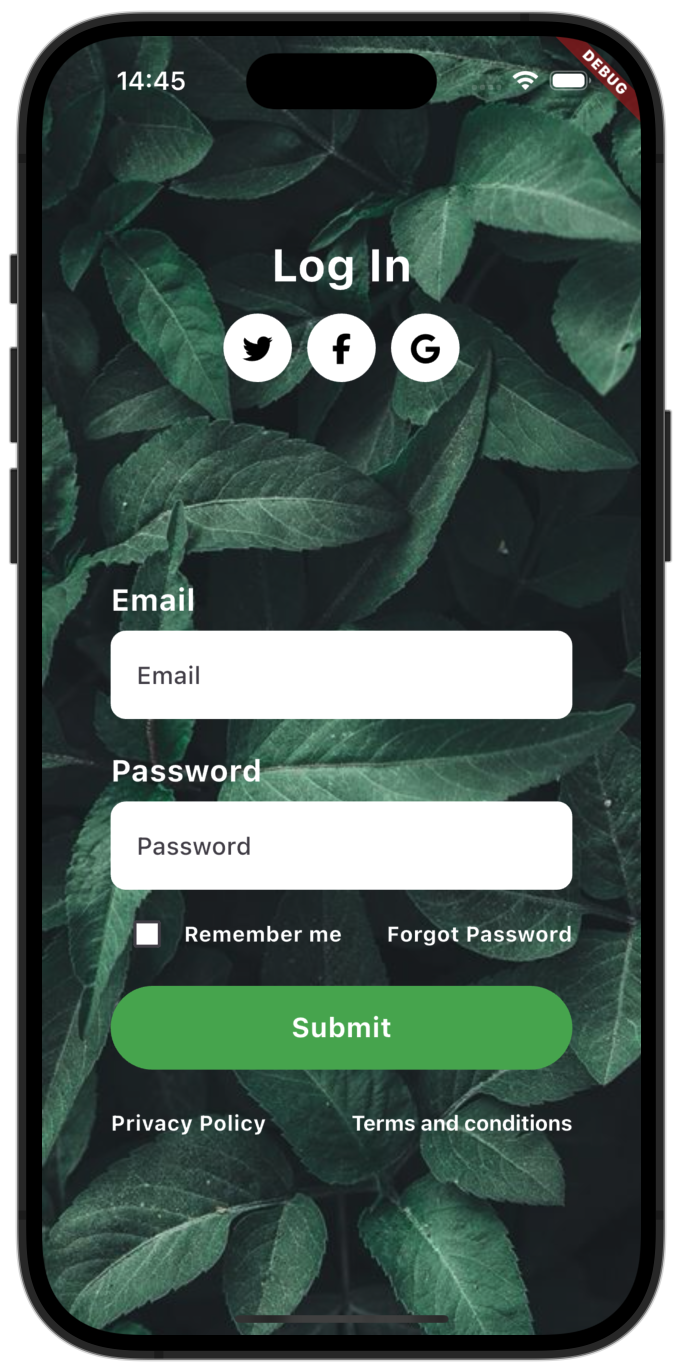 14:45
DEBUG
Log In
Email
Email
Password
Password
Remember me Forgot Password
Submit
Privacy Policy Terms and conditions